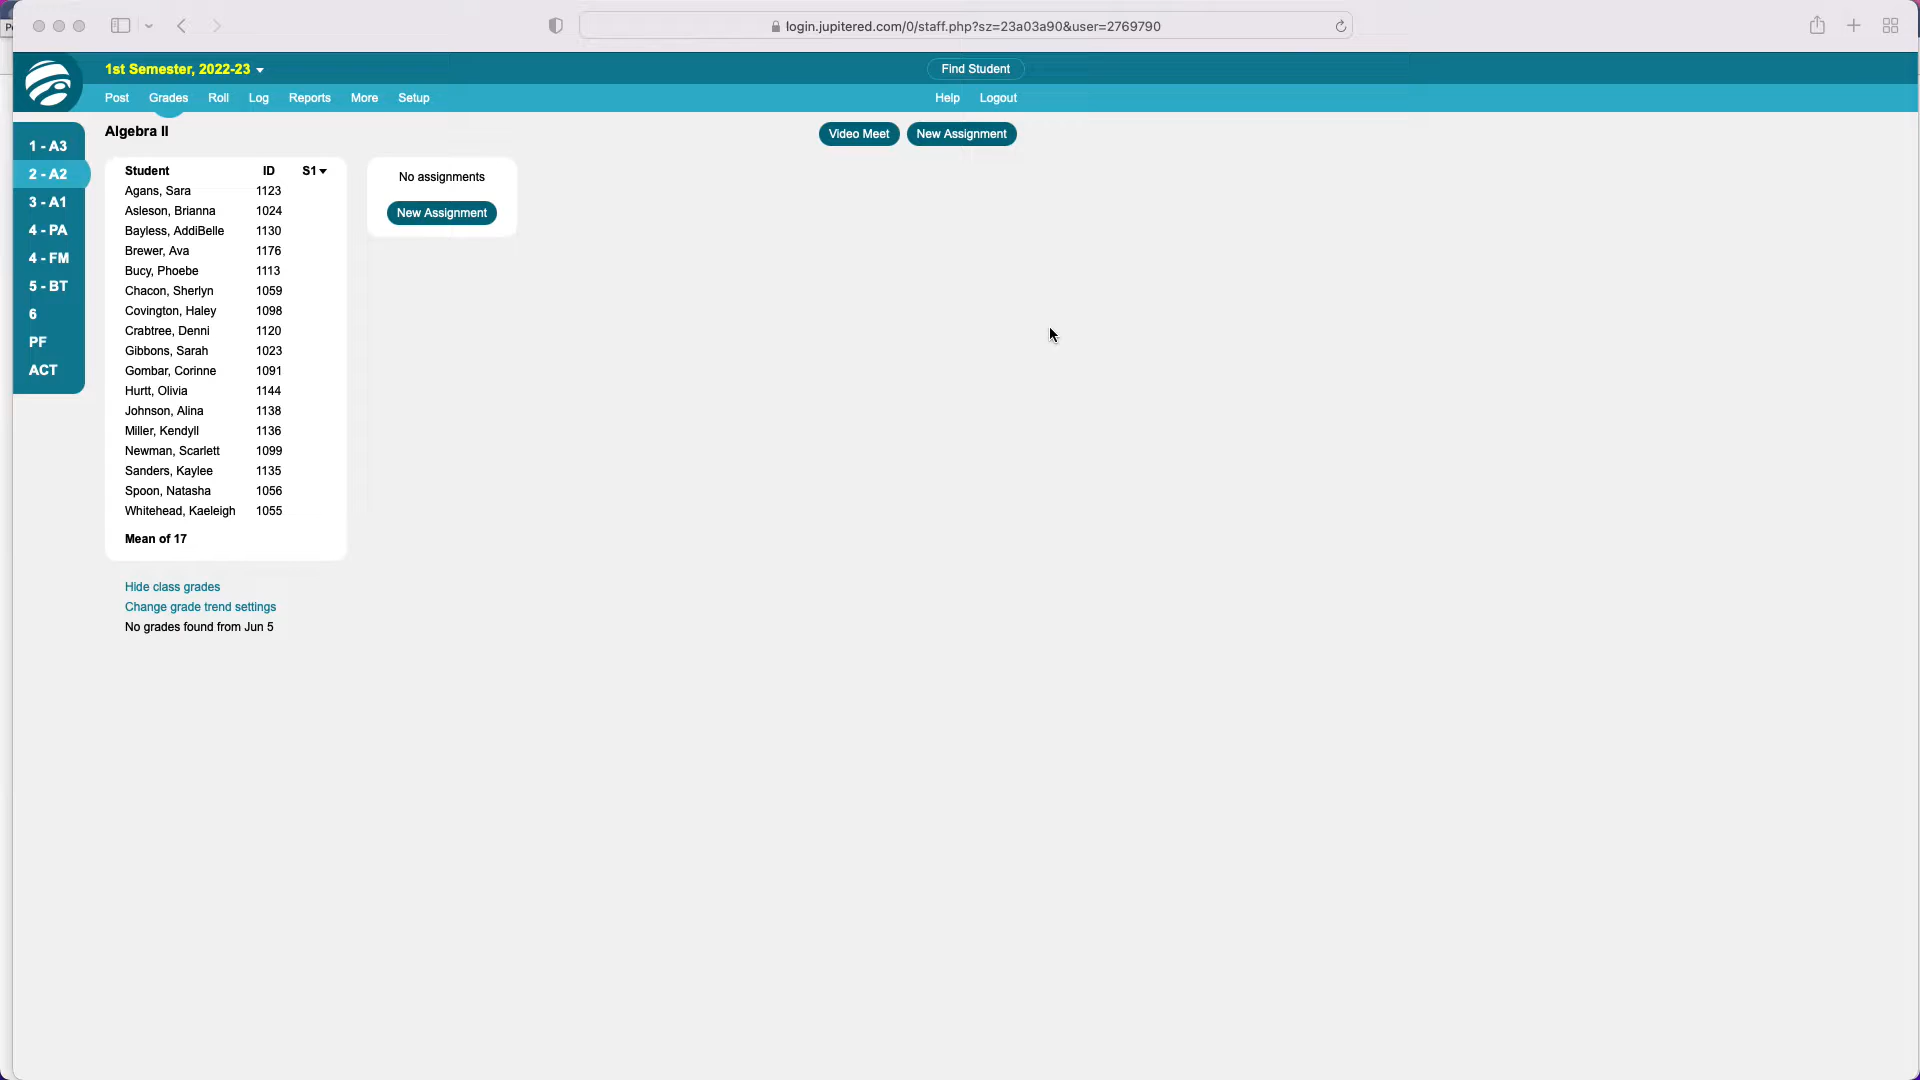 login.jupitered.com/0/staff.php?sz=23a03a90&user=2769790
1st Semester, 2022-23
Find Student
Post Grades Roll Log Reports More Setup Help Logout
Algebra II
Video Meet New Assignment
1 - A3
2 - A2
3 - A1
4 - PA
4 - FM
5 - BT
6
PF
ACT
Student ID S1
Agans, Sara 1123
Asleson, Brianna 1024
Bayless, AddiBelle 1130
Brewer, Ava 1176
Bucy, Phoebe 1113
Chacon, Sherlyn 1059
Covington, Haley 1098
Crabtree, Denni 1120
Gibbons, Sarah 1023
Gombar, Corinne 1091
Hurtt, Olivia 1144
Johnson, Alina 1138
Miller, Kendyll 1136
Newman, Scarlett 1099
Sanders, Kaylee 1135
Spoon, Natasha 1056
Whitehead, Kaeleigh 1055
Mean of 17
No assignments
New Assignment
Hide class grades
Change grade trend settings
No grades found from Jun 5